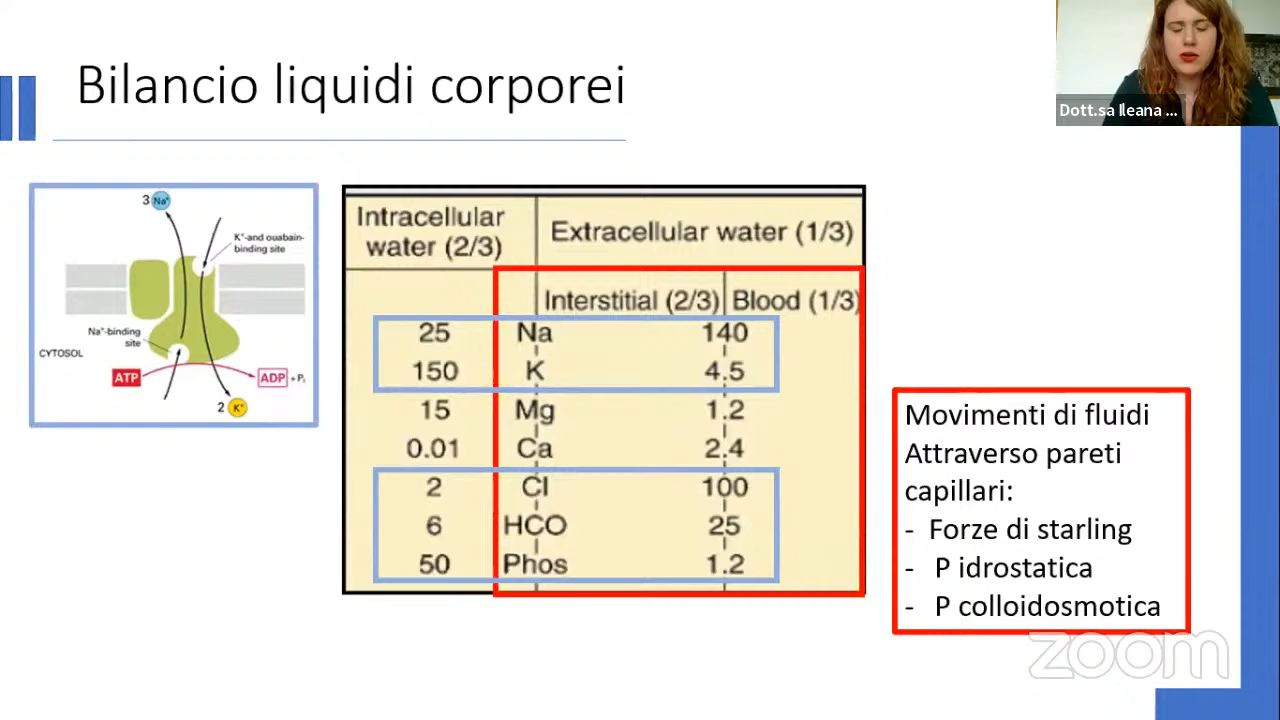 Bilancio liquidi corporei
Dott.sa Ileana ...
3 Na+
K+-and ouabain-
binding site
Na+-binding
site
CYTOSOL
ATP
ADP + Pi
2 K+
Intracellular
water (2/3)
Extracellular water (1/3)
Interstitial (2/3) Blood (1/3)
25 Na 140
150 K 4.5
15 Mg 1.2
0.01 Ca 2.4
2 Cl 100
6 HCO 25
50 Phos 1.2
Movimenti di fluidi
Attraverso pareti
capillari:
- Forze di starling
- P idrostatica
- P colloidosmotica
zoom